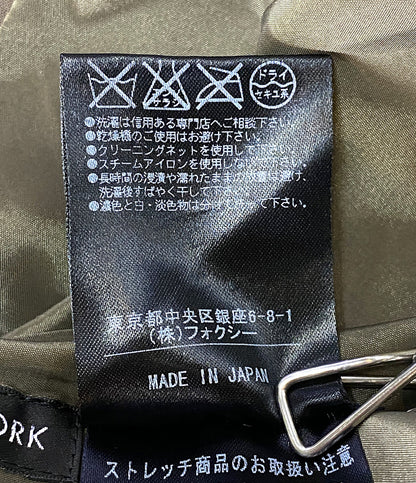 エンソ
サラシ
ドライ
セキユ系
●洗濯は信用ある専門店へご相談下さい。
●乾燥機のご使用はお避け下さい。
●クリーニングネットを使用して下さい。
●スチームアイロンを使用しないで下さい。
●長時間の浸漬や濡れたままの放置は避け、
洗濯後すばやく干して下さい。
●濃色と白・淡色物は分けて洗って下さい。
東京都中央区銀座6-8-1
(株)フォクシー
MADE IN JAPAN
ORK
ストレッチ商品のお取扱い注意